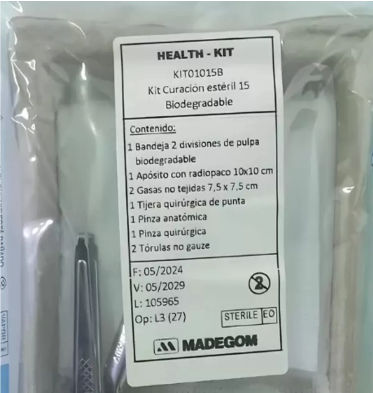 HEALTH - KIT
KIT01015B
Kit Curación estéril 15
Biodegradable
Contenido:
1 Bandeja 2 divisiones de pulpa
biodegradable
1 Apósito con radiopaco 10x10 cm
2 Gasas no tejidas 7,5 x 7,5 cm
1 Tijera quirúrgica de punta
1 Pinza anatómica
1 Pinza quirúrgica
2 Tórulas no gauze
F: 05/2024
V: 05/2029
L: 105965
Op: L3 (27)
2
STERILE EO
MADEGOM